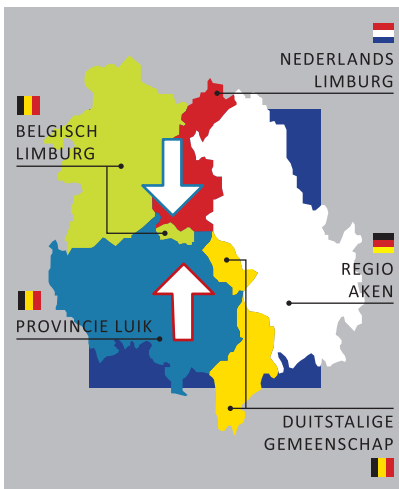 NEDERLANDS
LIMBURG
BELGISCH
LIMBURG
REGIO
AKEN
PROVINCIE LUIK
DUITSTALIGE
GEMEENSCHAP